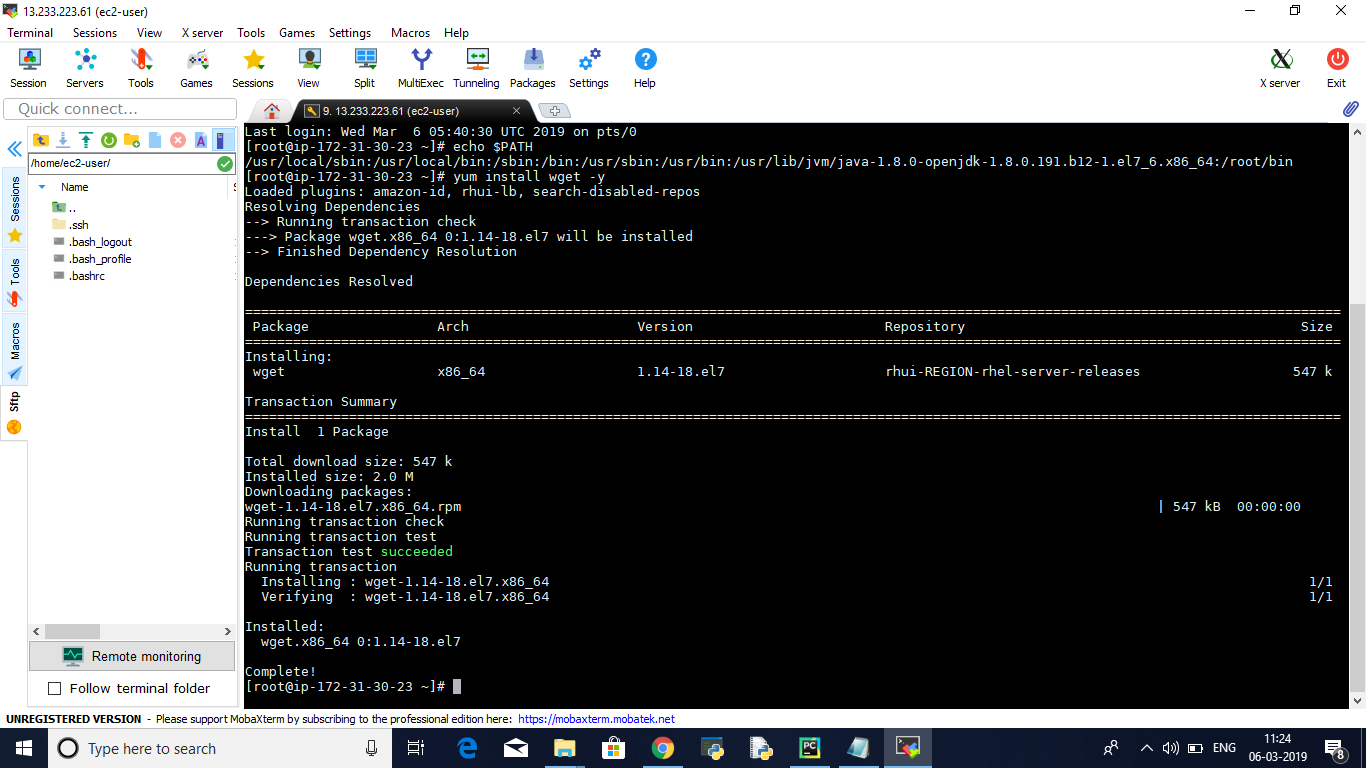 13.233.223.61 (ec2-user)
Terminal Sessions View X server Tools Games Settings Macros Help
Session Servers Tools Games Sessions View Split MultiExec Tunneling Packages Settings Help X server Exit
Quick connect...
9. 13.233.223.61 (ec2-user)
/home/ec2-user/
Name
..
.ssh
.bash_logout
.bash_profile
.bashrc
Sessions
Tools
Macros
Sftp
Remote monitoring
Follow terminal folder
Last login: Wed Mar  6 05:40:30 UTC 2019 on pts/0
[root@ip-172-31-30-23 ~]# echo $PATH
/usr/local/sbin:/usr/local/bin:/sbin:/bin:/usr/sbin:/usr/bin:/usr/lib/jvm/java-1.8.0-openjdk-1.8.0.191.b12-1.el7_6.x86_64:/root/bin
[root@ip-172-31-30-23 ~]# yum install wget -y
Loaded plugins: amazon-id, rhui-lb, search-disabled-repos
Resolving Dependencies
--> Running transaction check
---> Package wget.x86_64 0:1.14-18.el7 will be installed
--> Finished Dependency Resolution
Dependencies Resolved
Package Arch Version Repository Size
Installing:
wget x86_64 1.14-18.el7 rhui-REGION-rhel-server-releases 547 k
Transaction Summary
Install  1 Package
Total download size: 547 k
Installed size: 2.0 M
Downloading packages:
wget-1.14-18.el7.x86_64.rpm | 547 kB  00:00:00
Running transaction check
Running transaction test
Transaction test succeeded
Running transaction
Installing : wget-1.14-18.el7.x86_64 1/1
Verifying  : wget-1.14-18.el7.x86_64 1/1
Installed:
wget.x86_64 0:1.14-18.el7
Complete!
[root@ip-172-31-30-23 ~]#
UNREGISTERED VERSION - Please support MobaXterm by subscribing to the professional edition here: https://mobaxterm.mobatek.net
Type here to search
ENG
11:24
06-03-2019
8